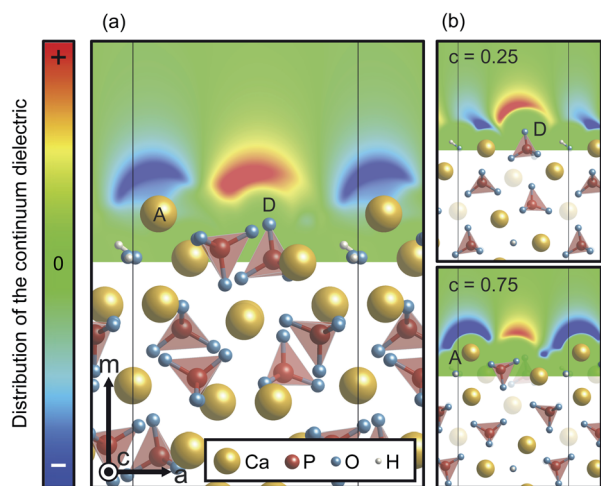 (a)
(b)
Distribution of the continuum dielectric
+
0
−
A
D
m
c
a
Ca P O H
c = 0.25
D
c = 0.75
A